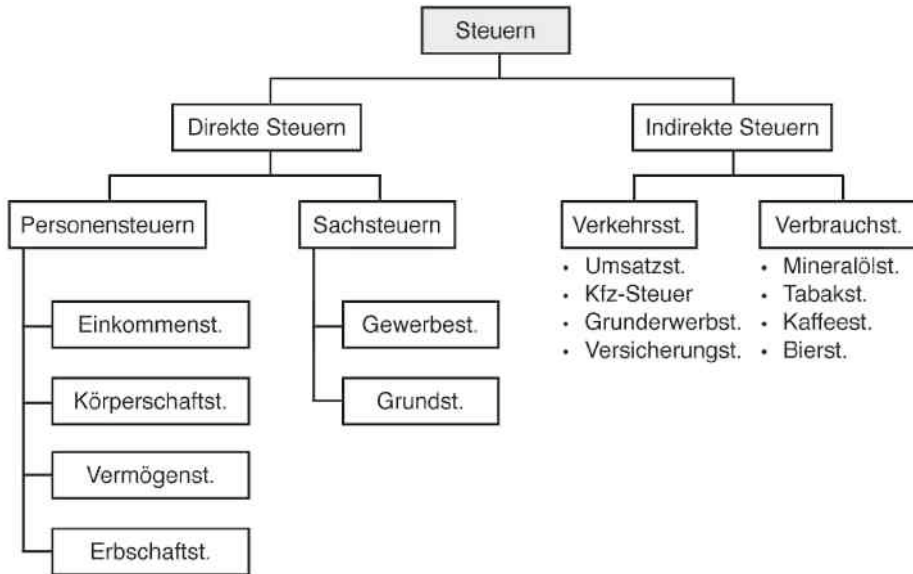 Steuern
Direkte Steuern
Indirekte Steuern
Personensteuern
Sachsteuern
Verkehrsst.
Verbrauchst.
• Umsatzst.
• Kfz-Steuer
• Grunderwerbst.
• Versicherungst.
• Mineralölst.
• Tabakst.
• Kaffeest.
• Bierst.
Einkommenst.
Körperschaftst.
Vermögenst.
Erbschaftst.
Gewerbest.
Grundst.